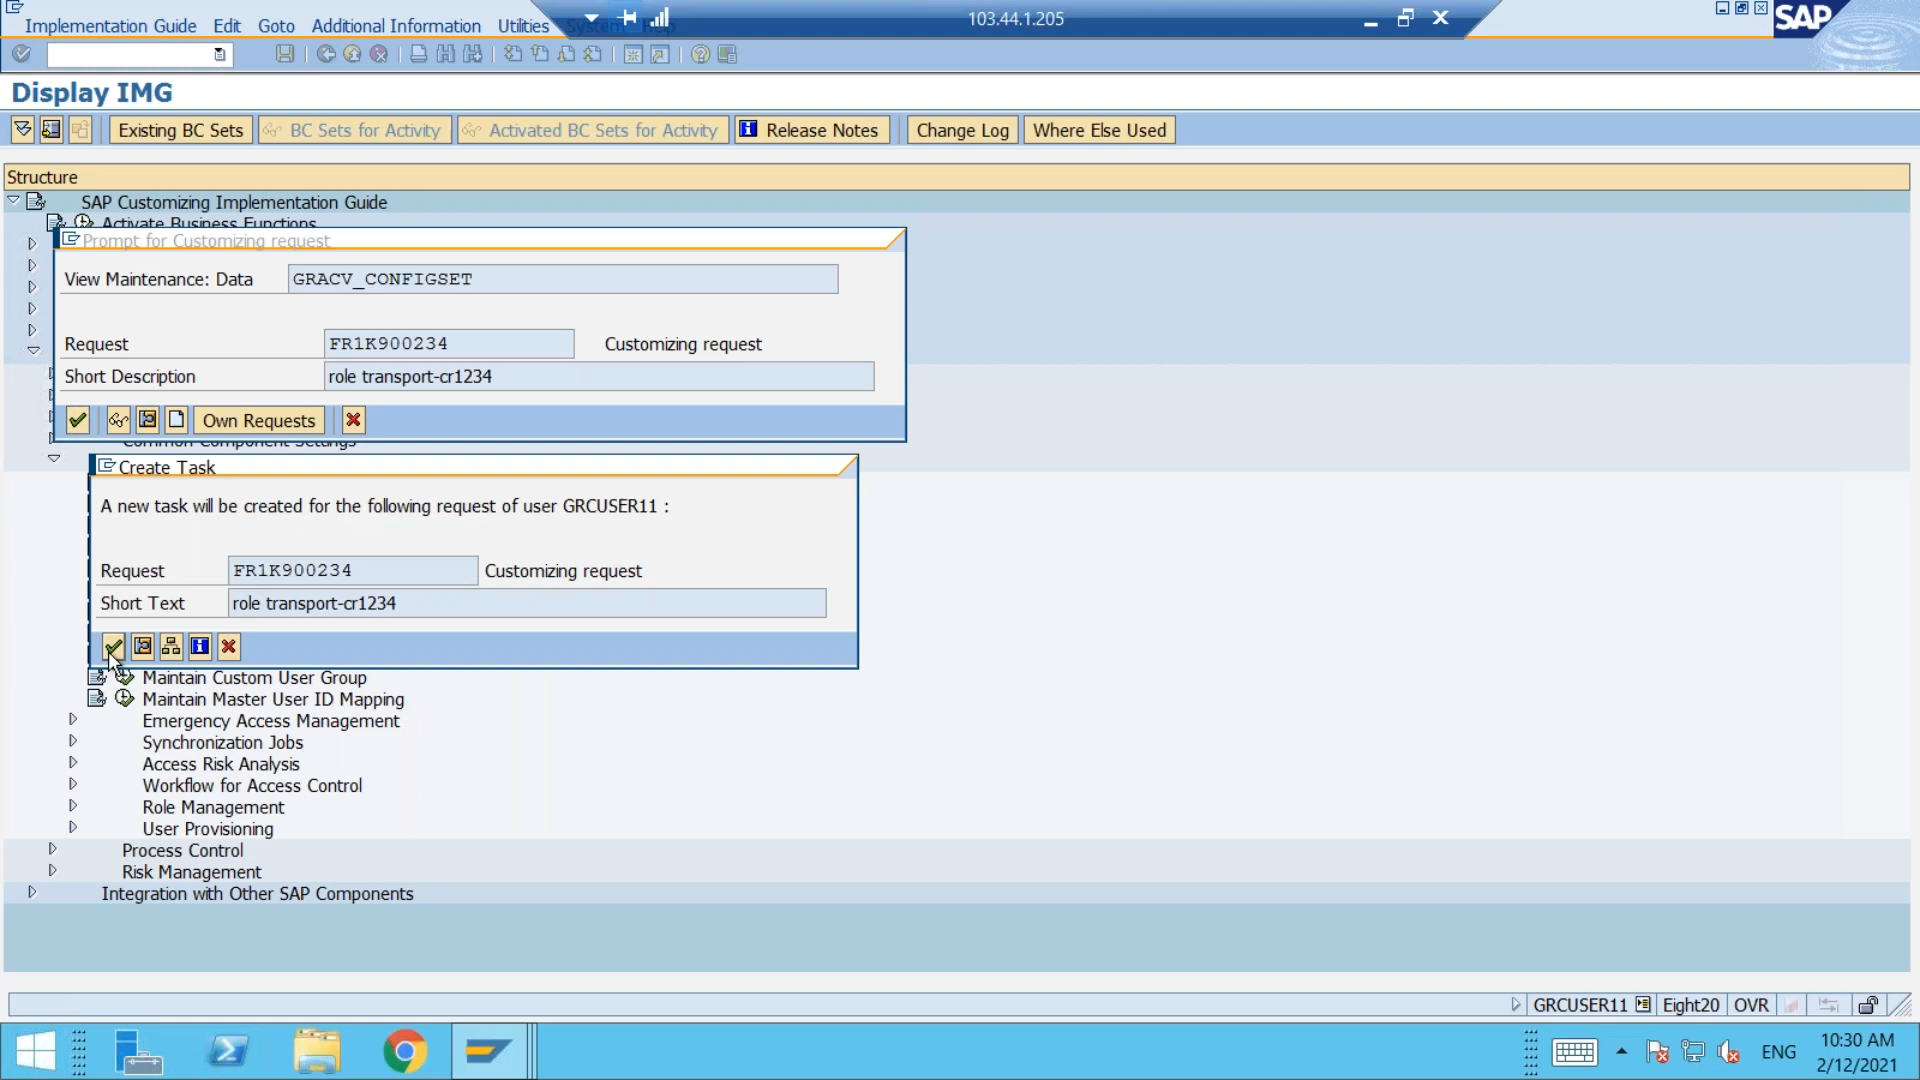 103.44.1.205
Implementation Guide Edit Goto Additional Information Utilities System Help
SAP
Display IMG
Existing BC Sets BC Sets for Activity Activated BC Sets for Activity Release Notes Change Log Where Else Used
Structure
SAP Customizing Implementation Guide
Activate Business Functions
Prompt for Customizing request
View Maintenance: Data GRACV_CONFIGSET
Request FR1K900234 Customizing request
Short Description role transport-cr1234
Own Requests
Common Component Settings
Create Task
A new task will be created for the following request of user GRCUSER11 :
Request FR1K900234 Customizing request
Short Text role transport-cr1234
Maintain Custom User Group
Maintain Master User ID Mapping
Emergency Access Management
Synchronization Jobs
Access Risk Analysis
Workflow for Access Control
Role Management
User Provisioning
Process Control
Risk Management
Integration with Other SAP Components
GRCUSER11 Eight20 OVR
ENG
10:30 AM
2/12/2021